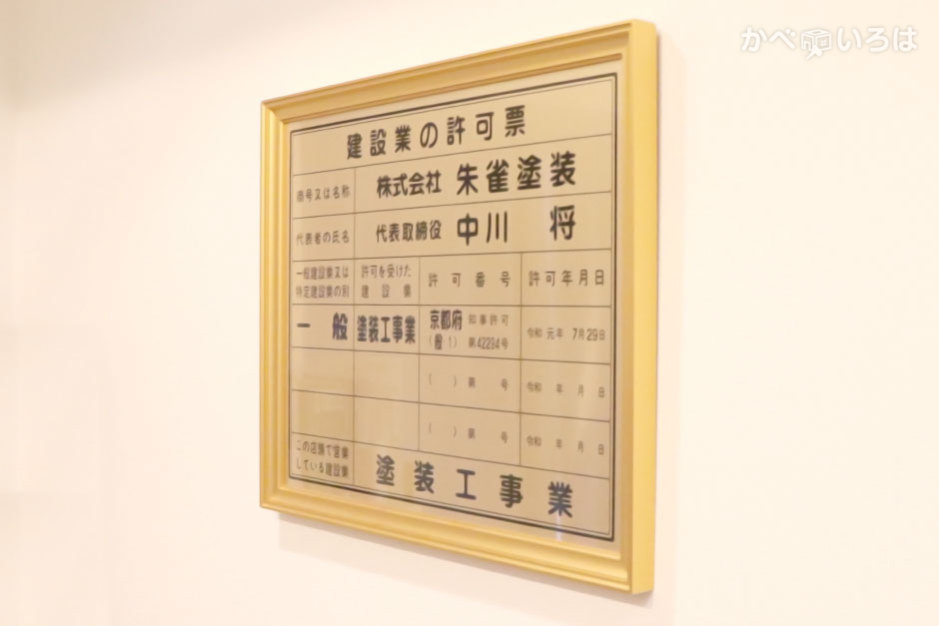 かべいろは
建設業の許可票
商号又は名称 株式会社 朱雀塗装
代表者の氏名 代表取締役 中川 将
一般建設業又は
特定建設業の別
許可を受けた
建設業
許可番号
許可年月日
一般
塗装工事業
京都府 知事許可
(般-1)第42294号
令和 元年 7月29日
( )第 号
令和 年 月 日
( )第 号
令和 年 月 日
この店舗で営業
している建設業
塗装工事業